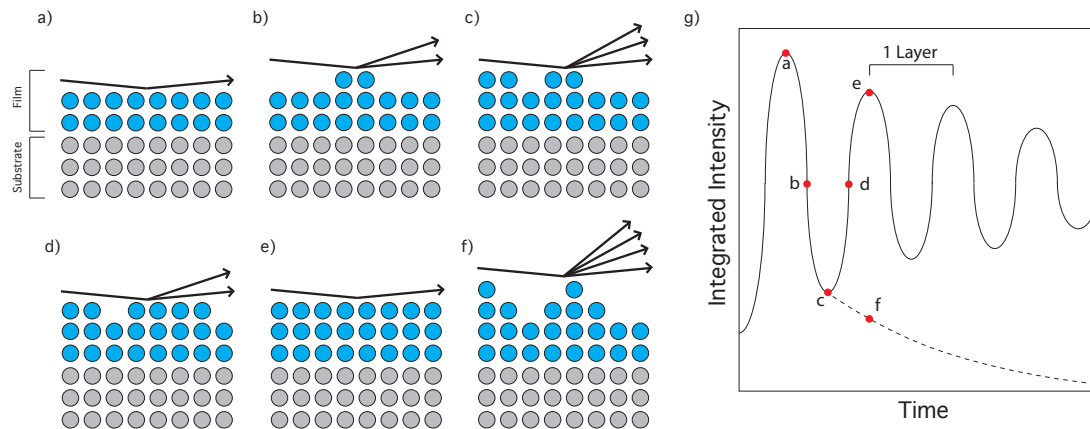 a)
b)
c)
g)
Film
Substrate
d)
e)
f)
a
1 Layer
e
b
d
c
f
Integrated Intensity
Time